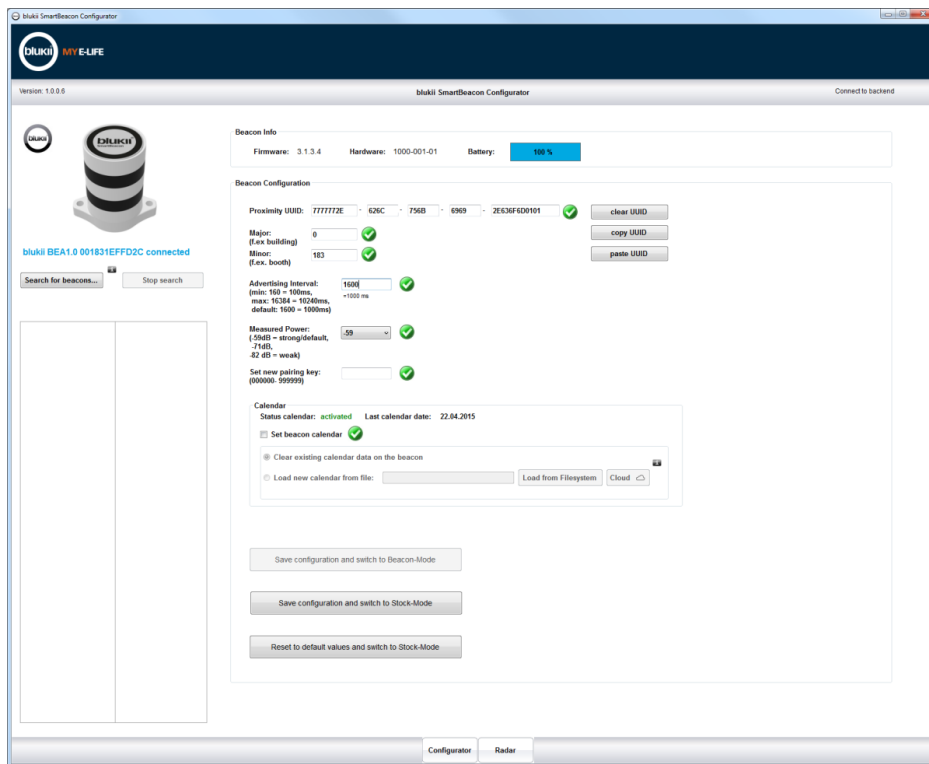 blukii SmartBeacon Configurator
blukii MYE-LIFE
Version: 1.0.0.6 blukii SmartBeacon Configurator Connect to backend
blukii
blukii
blukii BEA1.0 001831EFFD2C connected
Search for beacons... Stop search
Beacon Info
Firmware: 3.1.3.4 Hardware: 1000-001-01 Battery: 100 %
Beacon Configuration
Proximity UUID: 7777772E - 626C - 756B - 6969 - 2E636F6D0101 clear UUID
Major: 0 copy UUID
(f.ex building)
Minor: 183 paste UUID
(f.ex. booth)
Advertising Interval: 1600
(min: 160 = 100ms, =1000 ms
max: 16384 = 10240ms,
default: 1600 = 1000ms)
Measured Power: -59
(-59dB = strong/default,
-71dB,
-82 dB = weak)
Set new pairing key:
(000000- 999999)
Calendar
Status calendar: activated Last calendar date: 22.04.2015
Set beacon calendar
Clear existing calendar data on the beacon
Load new calendar from file: Load from Filesystem Cloud
Save configuration and switch to Beacon-Mode
Save configuration and switch to Stock-Mode
Reset to default values and switch to Stock-Mode
Configurator Radar